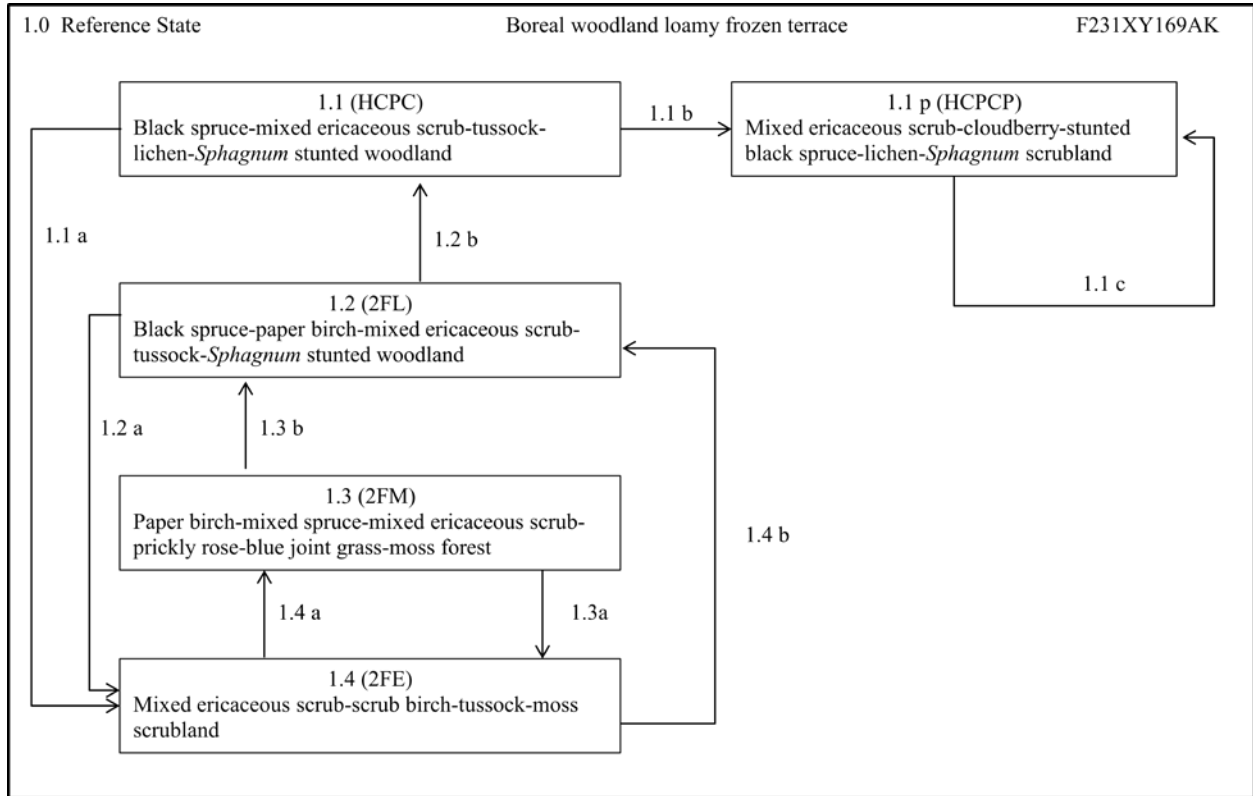 1.0 Reference State
Boreal woodland loamy frozen terrace
F231XY169AK
1.1 (HCPC)
Black spruce-mixed ericaceous scrub-tussock-
lichen-Sphagnum stunted woodland
1.1 b
1.1 p (HCPCP)
Mixed ericaceous scrub-cloudberry-stunted
black spruce-lichen-Sphagnum scrubland
1.1 a
1.2 b
1.1 c
1.2 (2FL)
Black spruce-paper birch-mixed ericaceous scrub-
tussock-Sphagnum stunted woodland
1.2 a
1.3 b
1.3 (2FM)
Paper birch-mixed spruce-mixed ericaceous scrub-
prickly rose-blue joint grass-moss forest
1.4 b
1.4 a
1.3a
1.4 (2FE)
Mixed ericaceous scrub-scrub birch-tussock-moss
scrubland